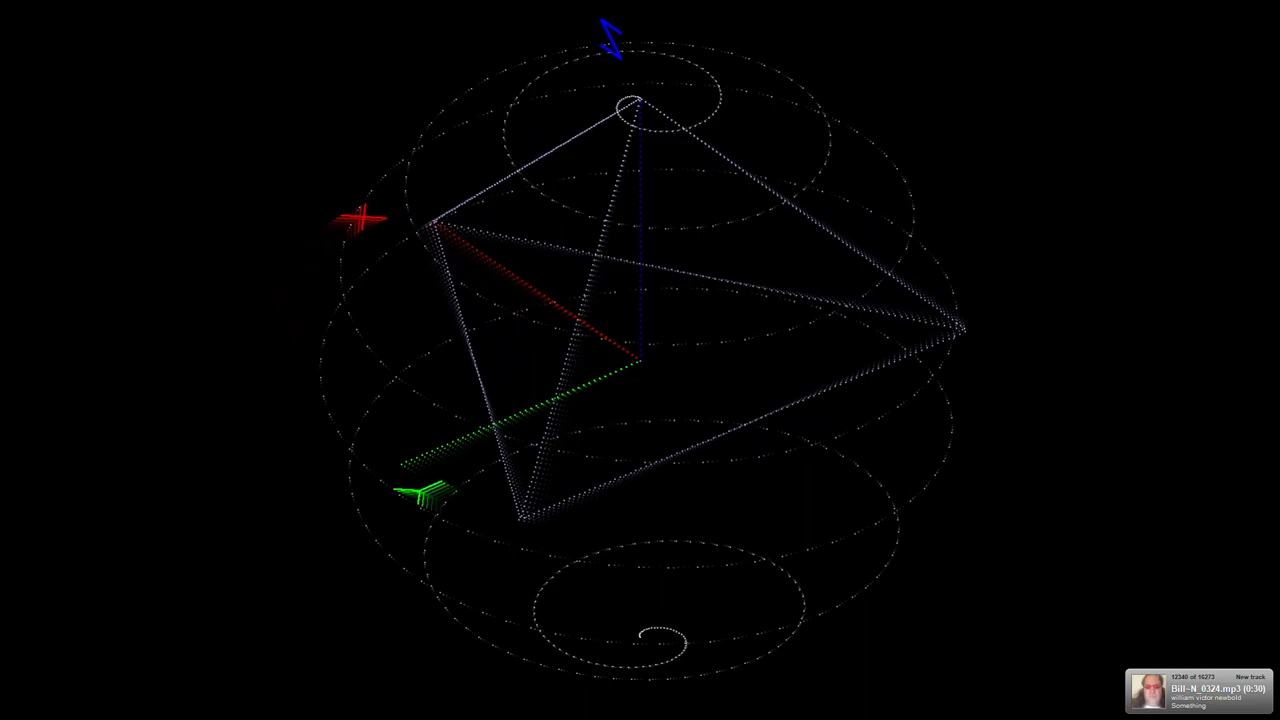 Z
X
Y
12340 of 16273 New track
Bill~N_0324.mp3 (0:30)
william victor newbold
Something